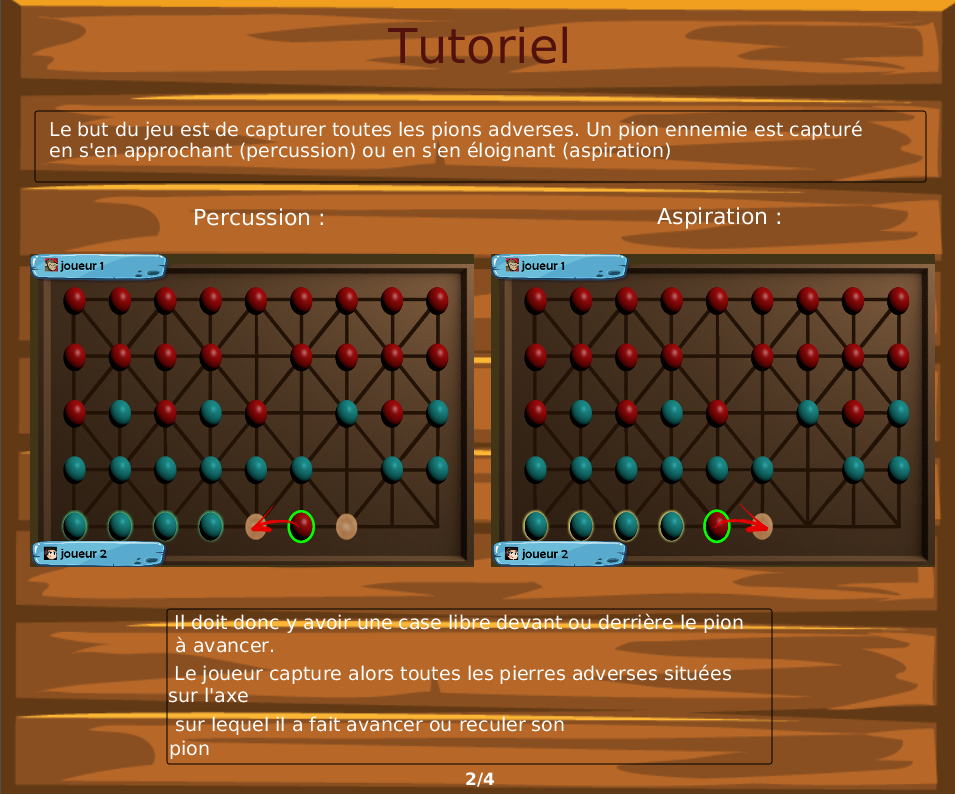 Tutoriel
Le but du jeu est de capturer toutes les pions adverses. Un pion ennemie est capturé
en s'en approchant (percussion) ou en s'en éloignant (aspiration)
Percussion :
Aspiration :
joueur 1
joueur 1
joueur 2
joueur 2
Il doit donc y avoir une case libre devant ou derrière le pion
à avancer.
Le joueur capture alors toutes les pierres adverses situées
sur l'axe
sur lequel il a fait avancer ou reculer son
pion
2/4